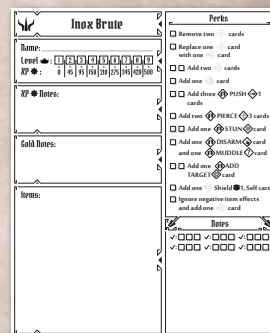 Inox Brute
Name:
Level : 1 2 3 4 5 6 7 8 9
XP : 0 45 95 150 210 275 345 420 500
XP Notes:
Gold Notes:
Items:
Perks
Remove two cards
Replace one card
with one card
Add two cards
Add one card
Add three PUSH 1
cards
Add two PIERCE 3 cards
Add one STUN card
Add one DISARM card
and one MUDDLE card
Add one ADD
TARGET card
Add one Shield 1, Self card
Ignore negative item effects
and add one card
Notes